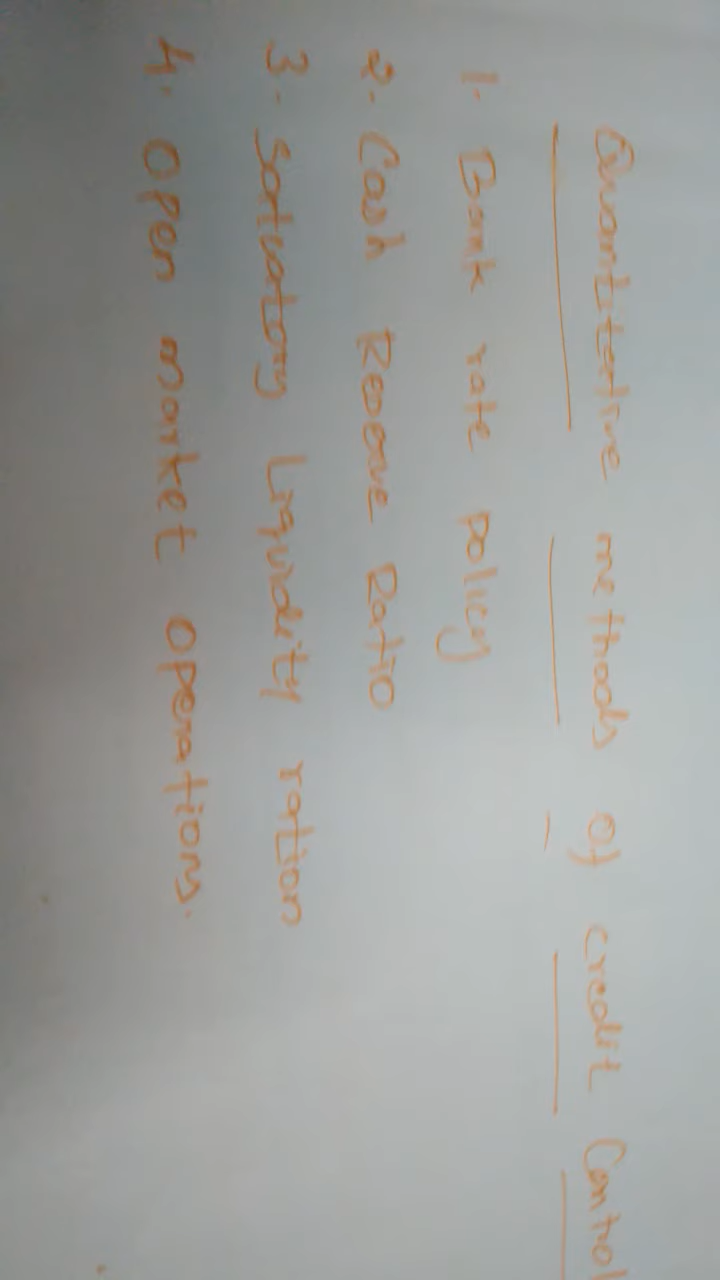 Quantitative methods of credit Control
1. Bank rate policy
2. Cash Reserve Ratio
3. Satuatory Liquidity ration
4. Open market operations.